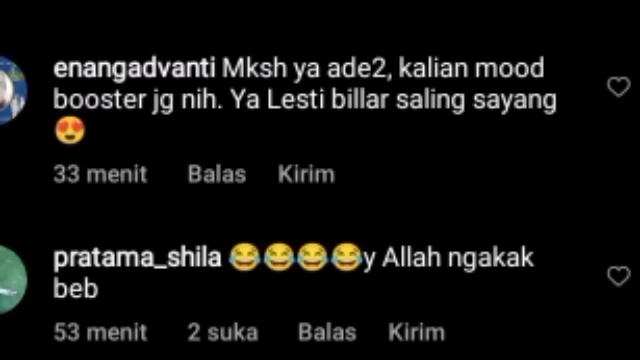 enangadvanti Mksh ya ade2, kalian mood
booster jg nih. Ya Lesti billar saling sayang
😍
33 menit Balas Kirim
pratama_shila 😂😂😂😂y Allah ngakak
beb
53 menit 2 suka Balas Kirim